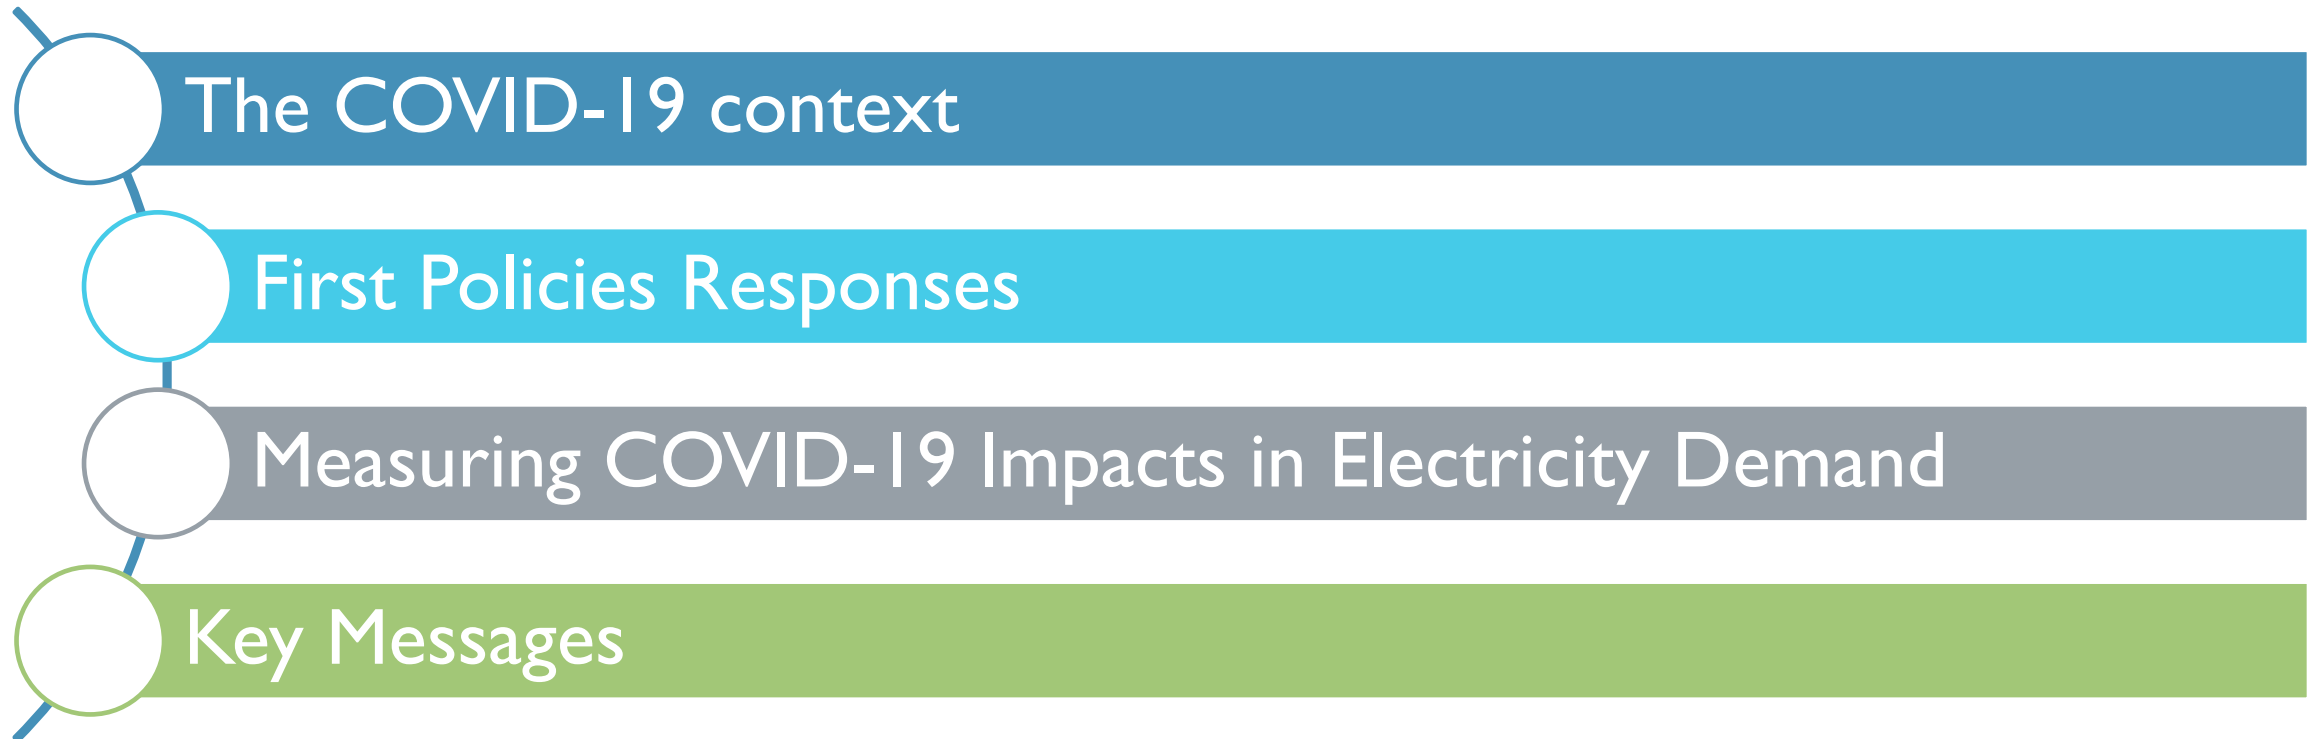 The COVID-19 context
First Policies Responses
Measuring COVID-19 Impacts in Electricity Demand
Key Messages